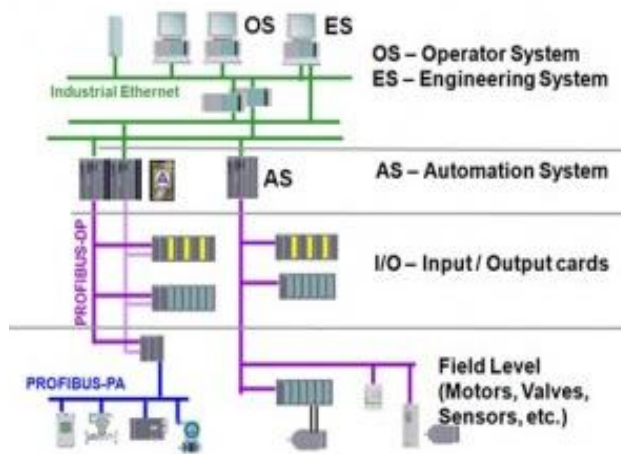 OS
ES
OS – Operator System
ES – Engineering System
Industrial Ethernet
AS
AS – Automation System
PROFIBUS-DP
I/O – Input / Output cards
PROFIBUS-PA
Field Level
(Motors, Valves,
Sensors, etc.)